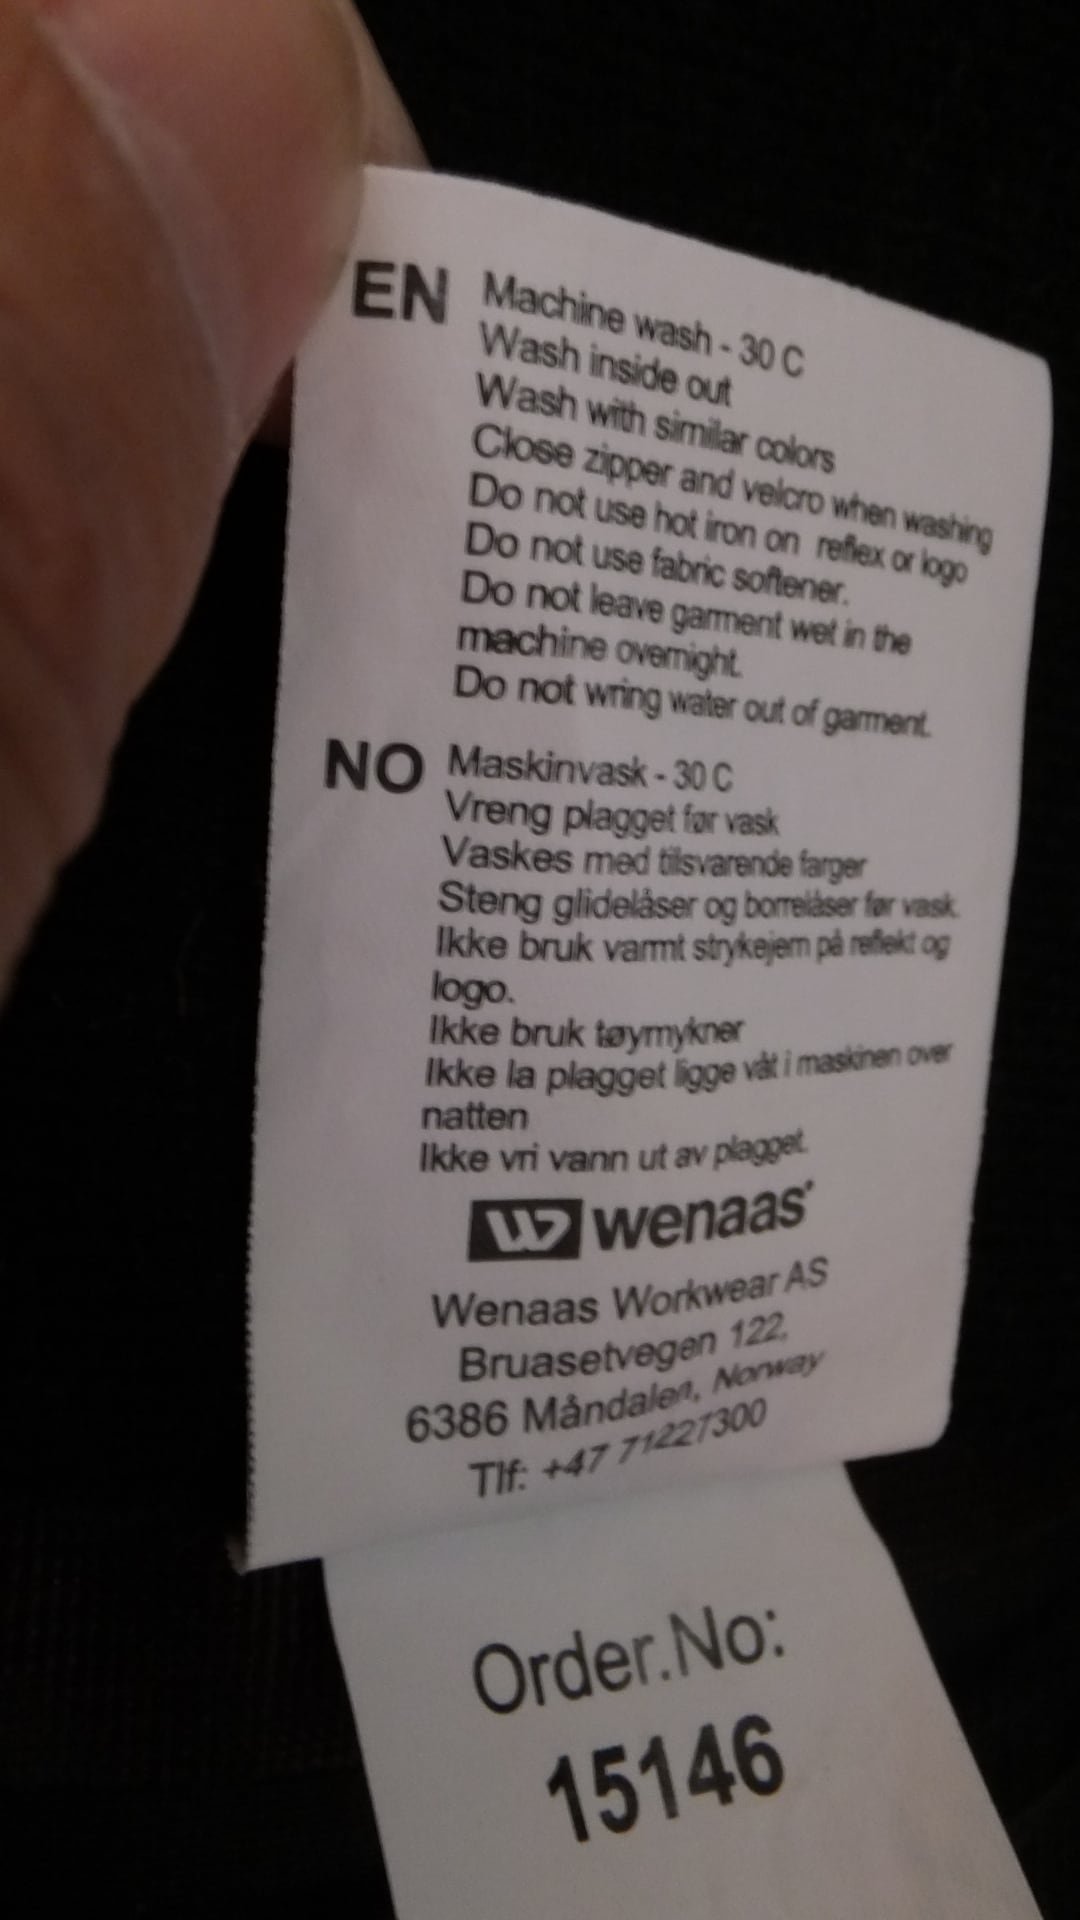 EN Machine wash - 30 C
Wash inside out
Wash with similar colors
Close zipper and velcro when washing
Do not use hot iron on reflex or logo
Do not use fabric softener.
Do not leave garment wet in the
machine overnight.
Do not wring water out of garment.
NO Maskinvask - 30 C
Vreng plagget før vask
Vaskes med tilsvarende farger
Steng glidelåser og borrelåser før vask.
Ikke bruk varmt strykejern på reflekt og
logo.
Ikke bruk tøymykner
Ikke la plagget ligge våt i maskinen over
natten
Ikke vri vann ut av plagget.
wenaas
Wenaas Workwear AS
Bruasetvegen 122,
6386 Måndalen, Norway
Tlf: +47 71227300
Order.No:
15146